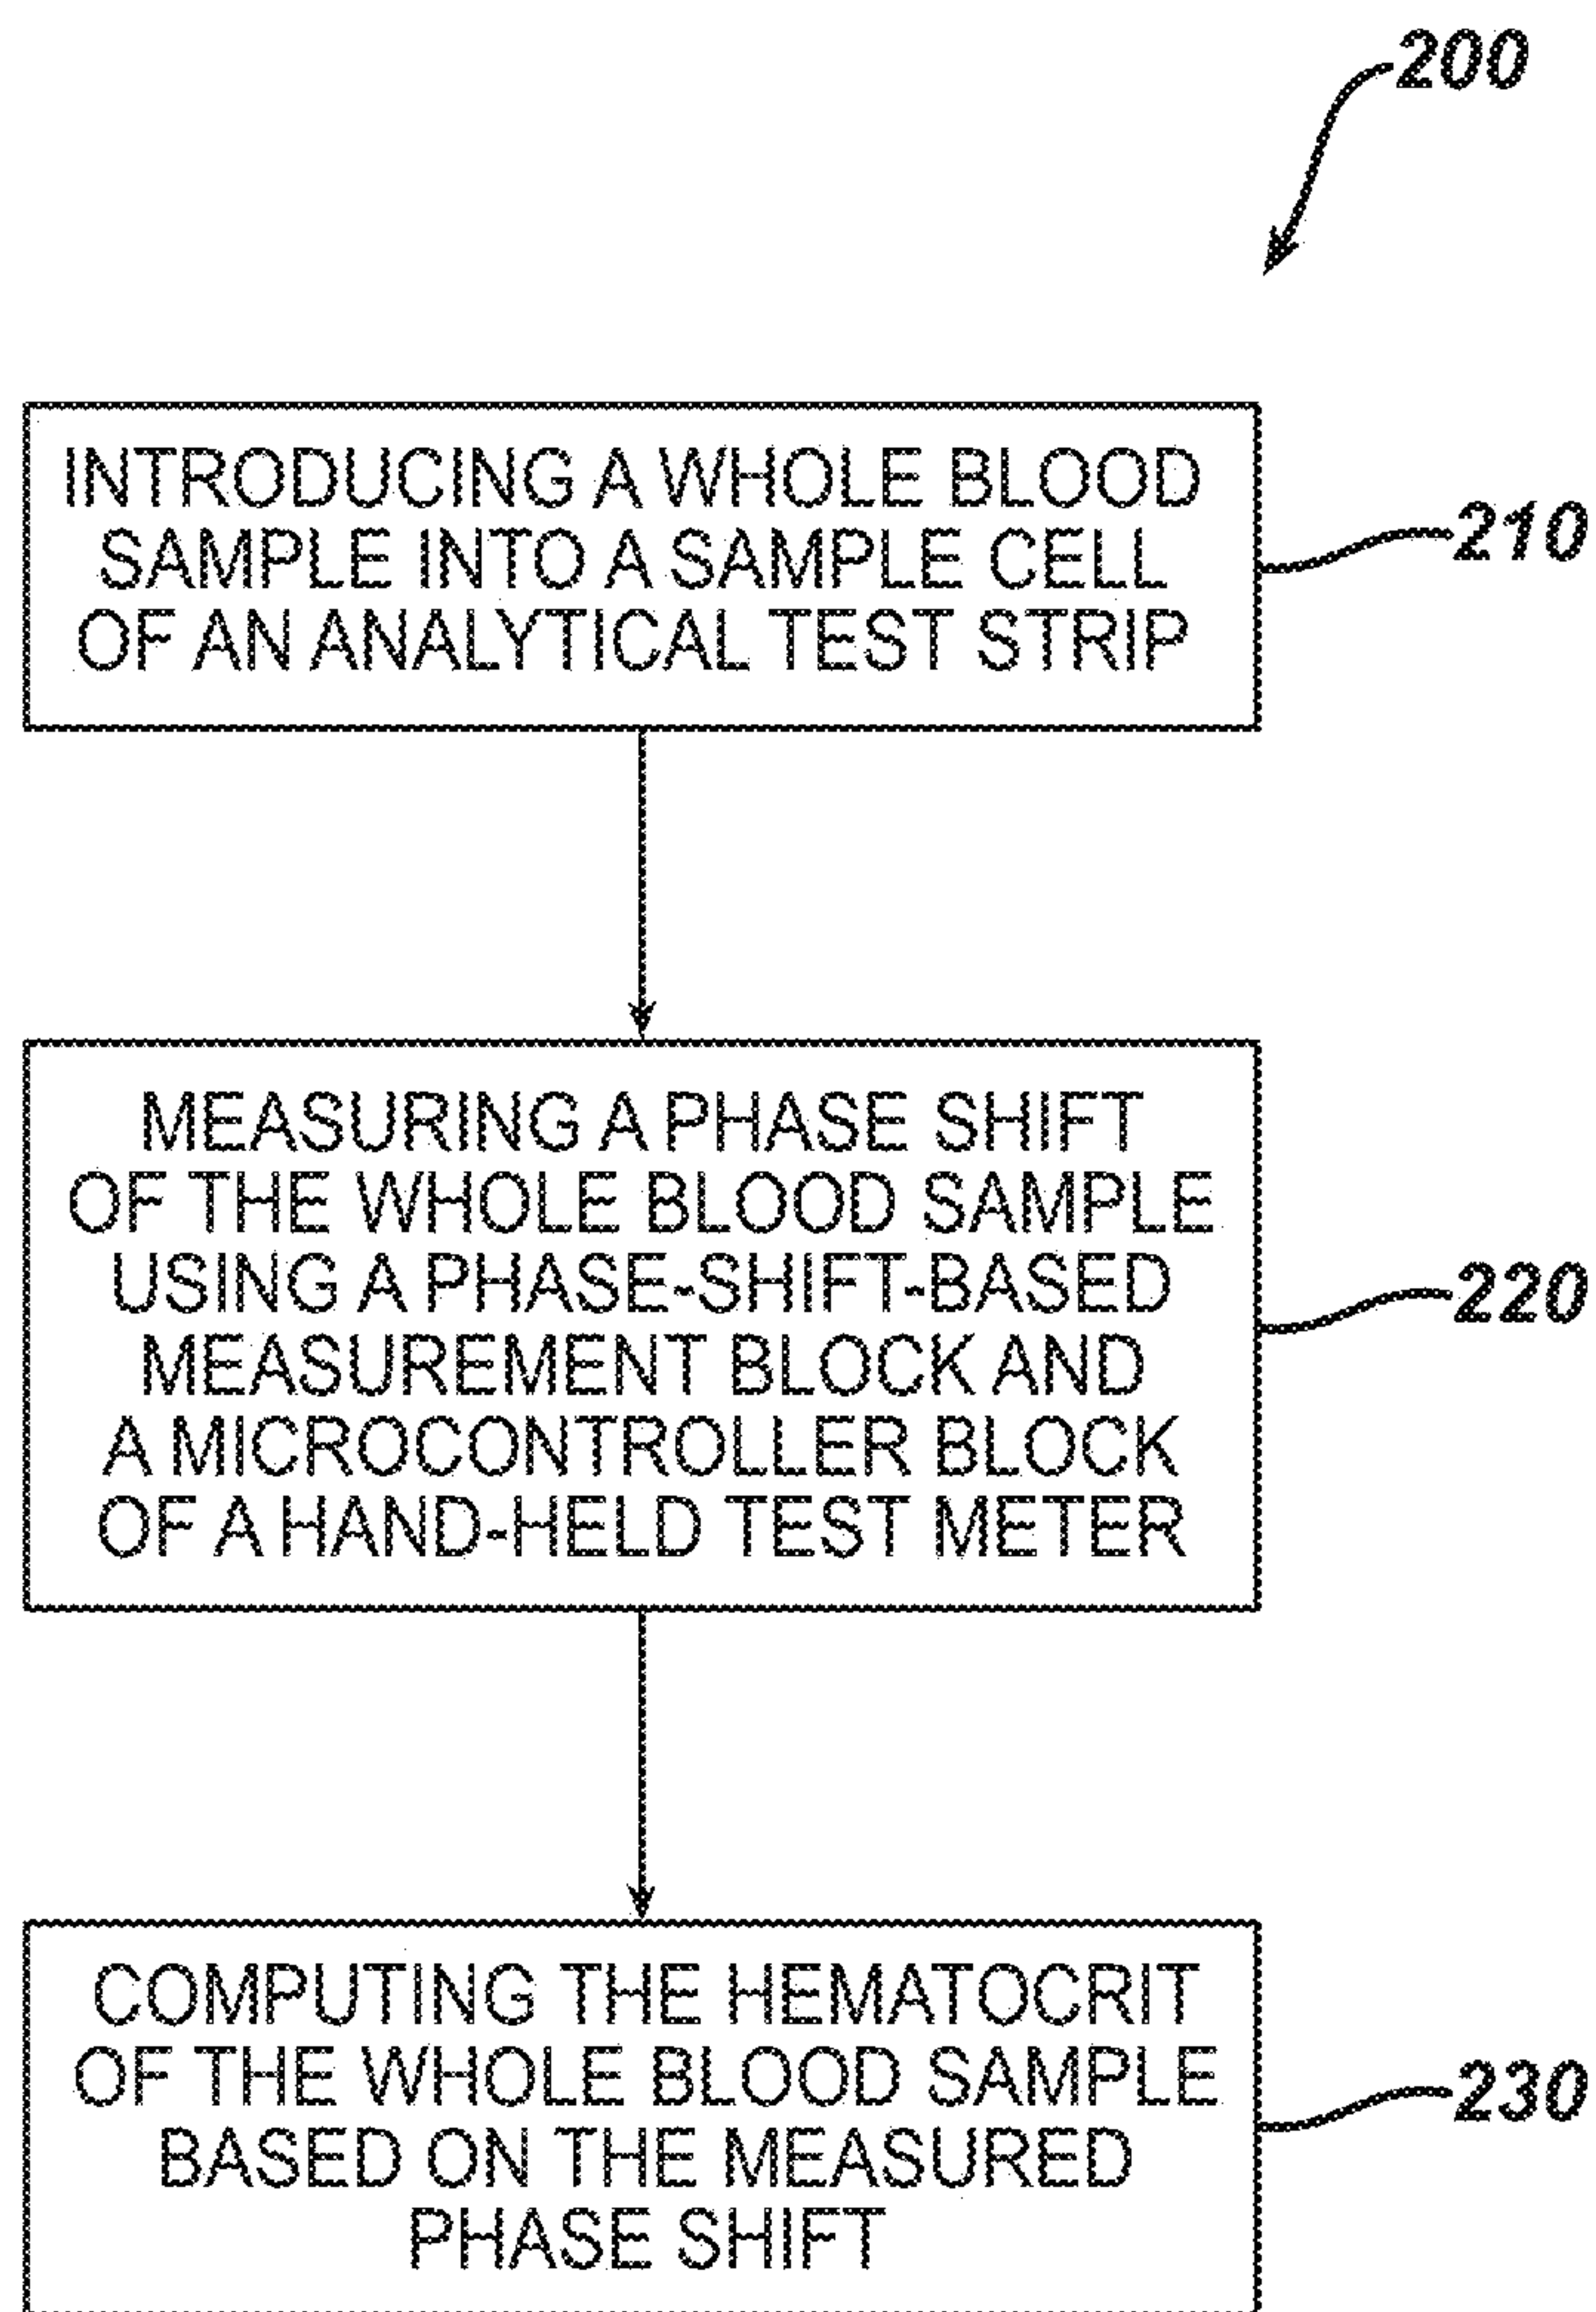 200
INTRODUCING A WHOLE BLOOD
SAMPLE INTO A SAMPLE CELL
OF AN ANALYTICAL TEST STRIP
210
MEASURING A PHASE SHIFT
OF THE WHOLE BLOOD SAMPLE
USING A PHASE-SHIFT-BASED
MEASUREMENT BLOCK AND
A MICROCONTROLLER BLOCK
OF A HAND-HELD TEST METER
220
COMPUTING THE HEMATOCRIT
OF THE WHOLE BLOOD SAMPLE
BASED ON THE MEASURED
PHASE SHIFT
230